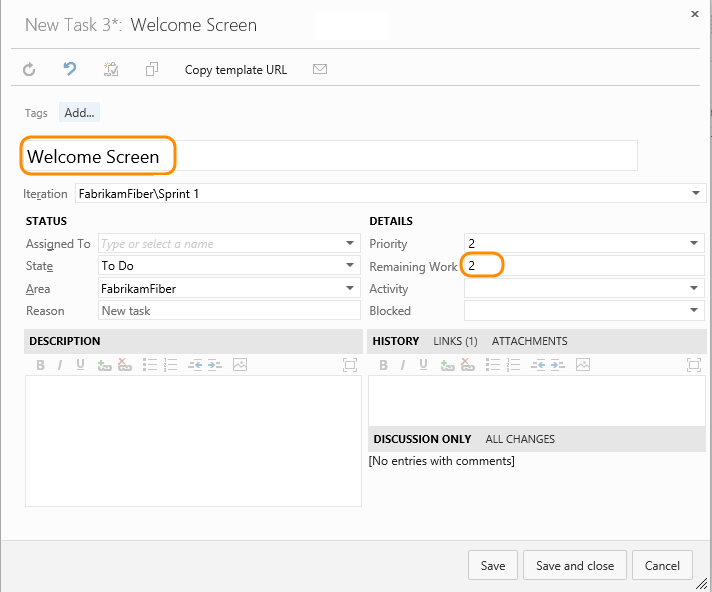 New Task 3*: Welcome Screen
Copy template URL
Tags Add...
Welcome Screen
Iteration FabrikamFiber\Sprint 1
STATUS DETAILS
Assigned To Type or select a name Priority 2
State To Do Remaining Work 2
Area FabrikamFiber Activity
Reason New task Blocked
DESCRIPTION HISTORY LINKS (1) ATTACHMENTS
B I U B I U
DISCUSSION ONLY ALL CHANGES
[No entries with comments]
Save Save and close Cancel